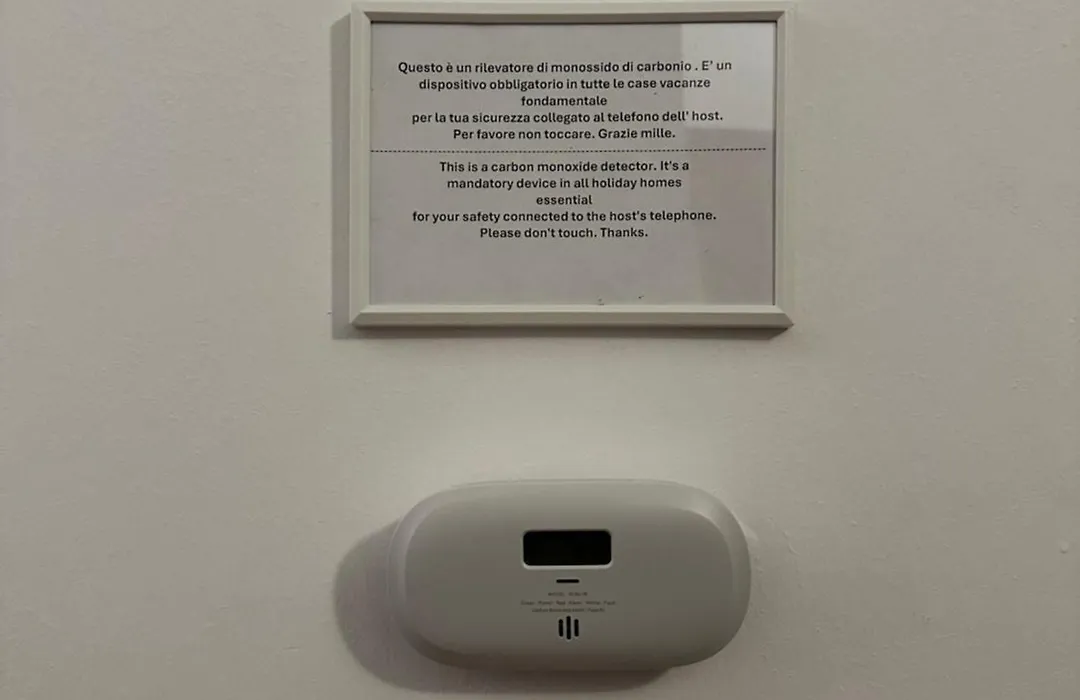 Questo è un rilevatore di monossido di carbonio . E' un
dispositivo obbligatorio in tutte le case vacanze
fondamentale
per la tua sicurezza collegato al telefono dell' host.
Per favore non toccare. Grazie mille.
This is a carbon monoxide detector. It's a
mandatory device in all holiday homes
essential
for your safety connected to the host's telephone.
Please don't touch. Thanks.